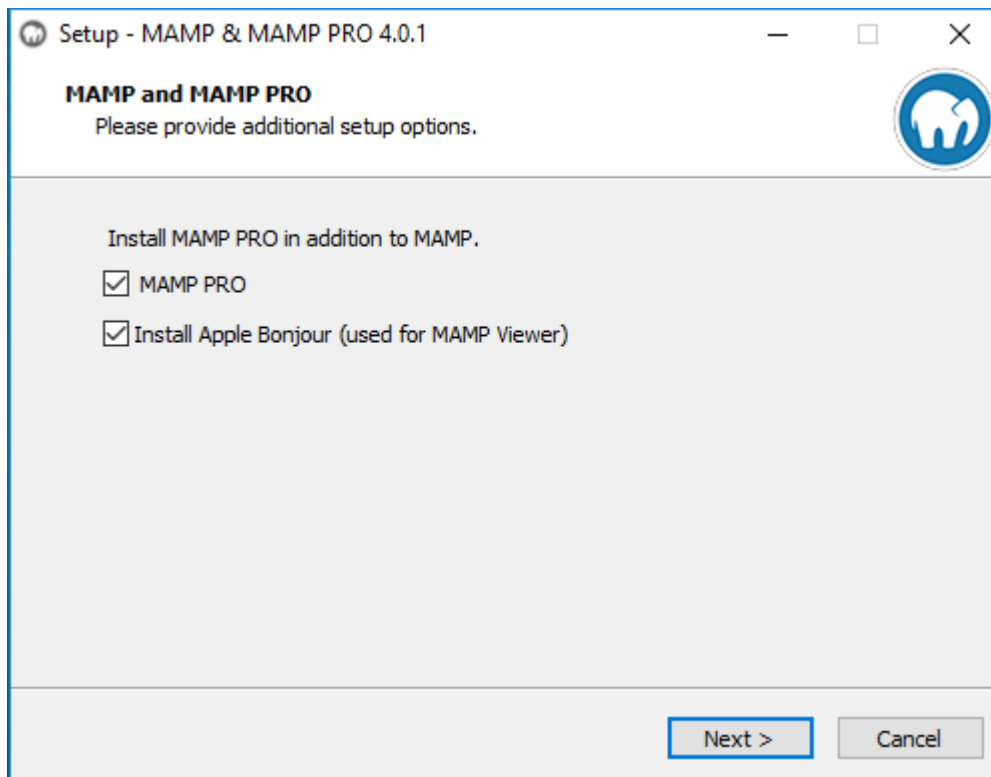 Setup - MAMP & MAMP PRO 4.0.1
MAMP and MAMP PRO
Please provide additional setup options.
Install MAMP PRO in addition to MAMP.
MAMP PRO
Install Apple Bonjour (used for MAMP Viewer)
Next >
Cancel